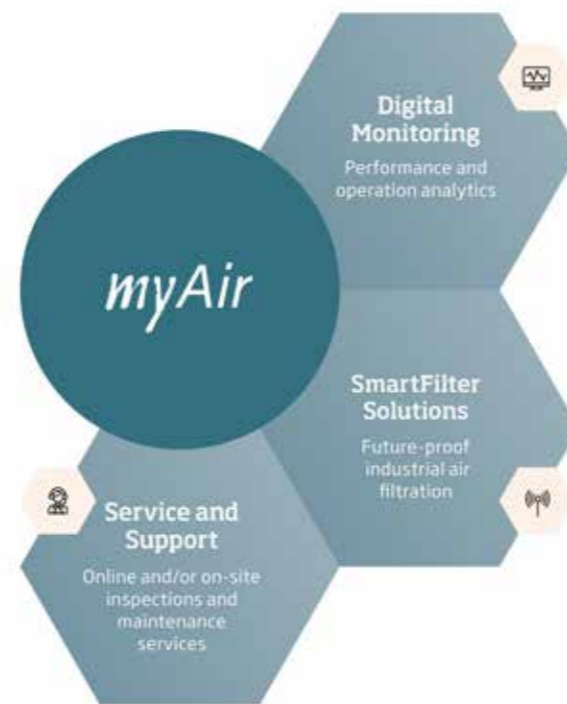 Digital
Monitoring
Performance and
operation analytics
myAir
SmartFilter
Solutions
Future-proof
industrial air
filtration
Service and
Support
Online and/or on-site
inspections and
maintenance
services